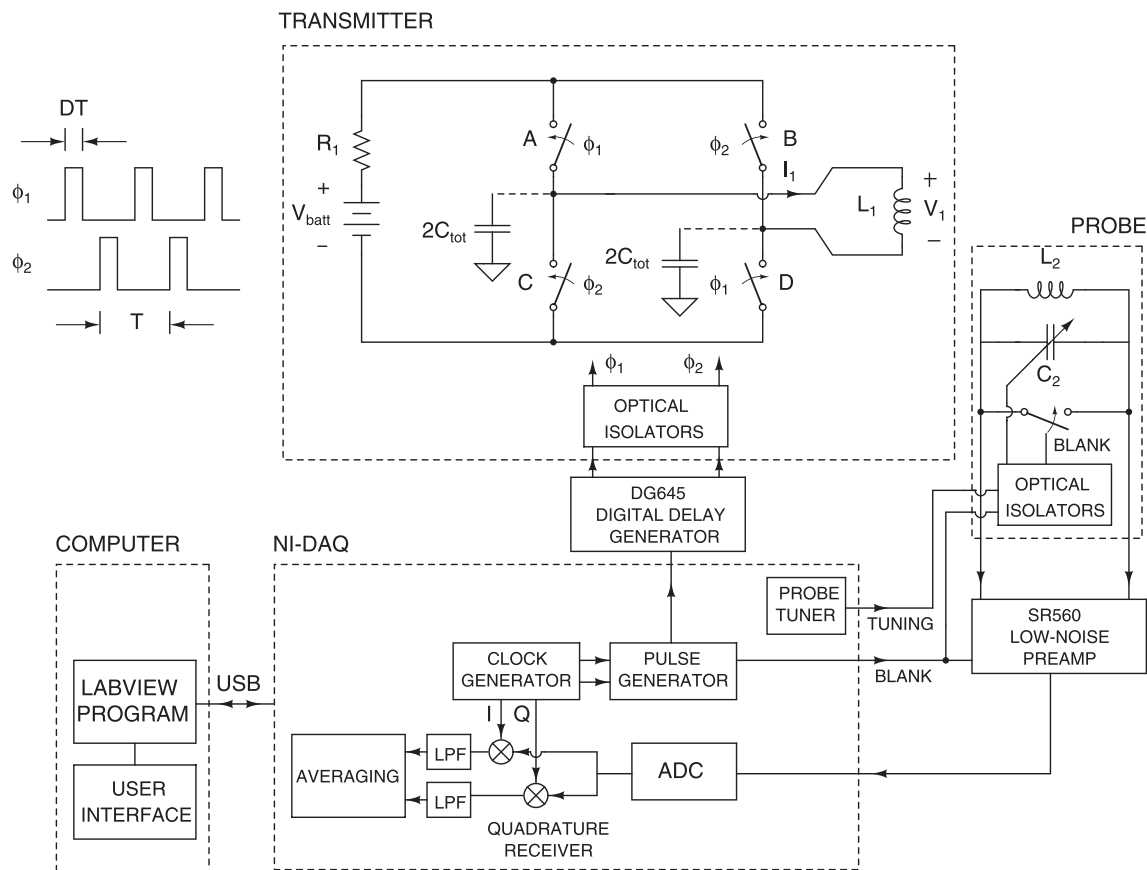 TRANSMITTER
DT
ϕ1
ϕ2
T
R1
+
Vbatt
−
A
ϕ1
ϕ2
B
I1
L1
+
V1
−
2Ctot
2Ctot
C
ϕ2
ϕ1
D
ϕ1
ϕ2
OPTICAL
ISOLATORS
PROBE
L2
C2
BLANK
OPTICAL
ISOLATORS
DG645
DIGITAL DELAY
GENERATOR
COMPUTER
NI-DAQ
PROBE
TUNER
TUNING
SR560
LOW-NOISE
PREAMP
CLOCK
GENERATOR
PULSE
GENERATOR
BLANK
LABVIEW
PROGRAM
USB
I
Q
LPF
LPF
AVERAGING
ADC
USER
INTERFACE
QUADRATURE
RECEIVER